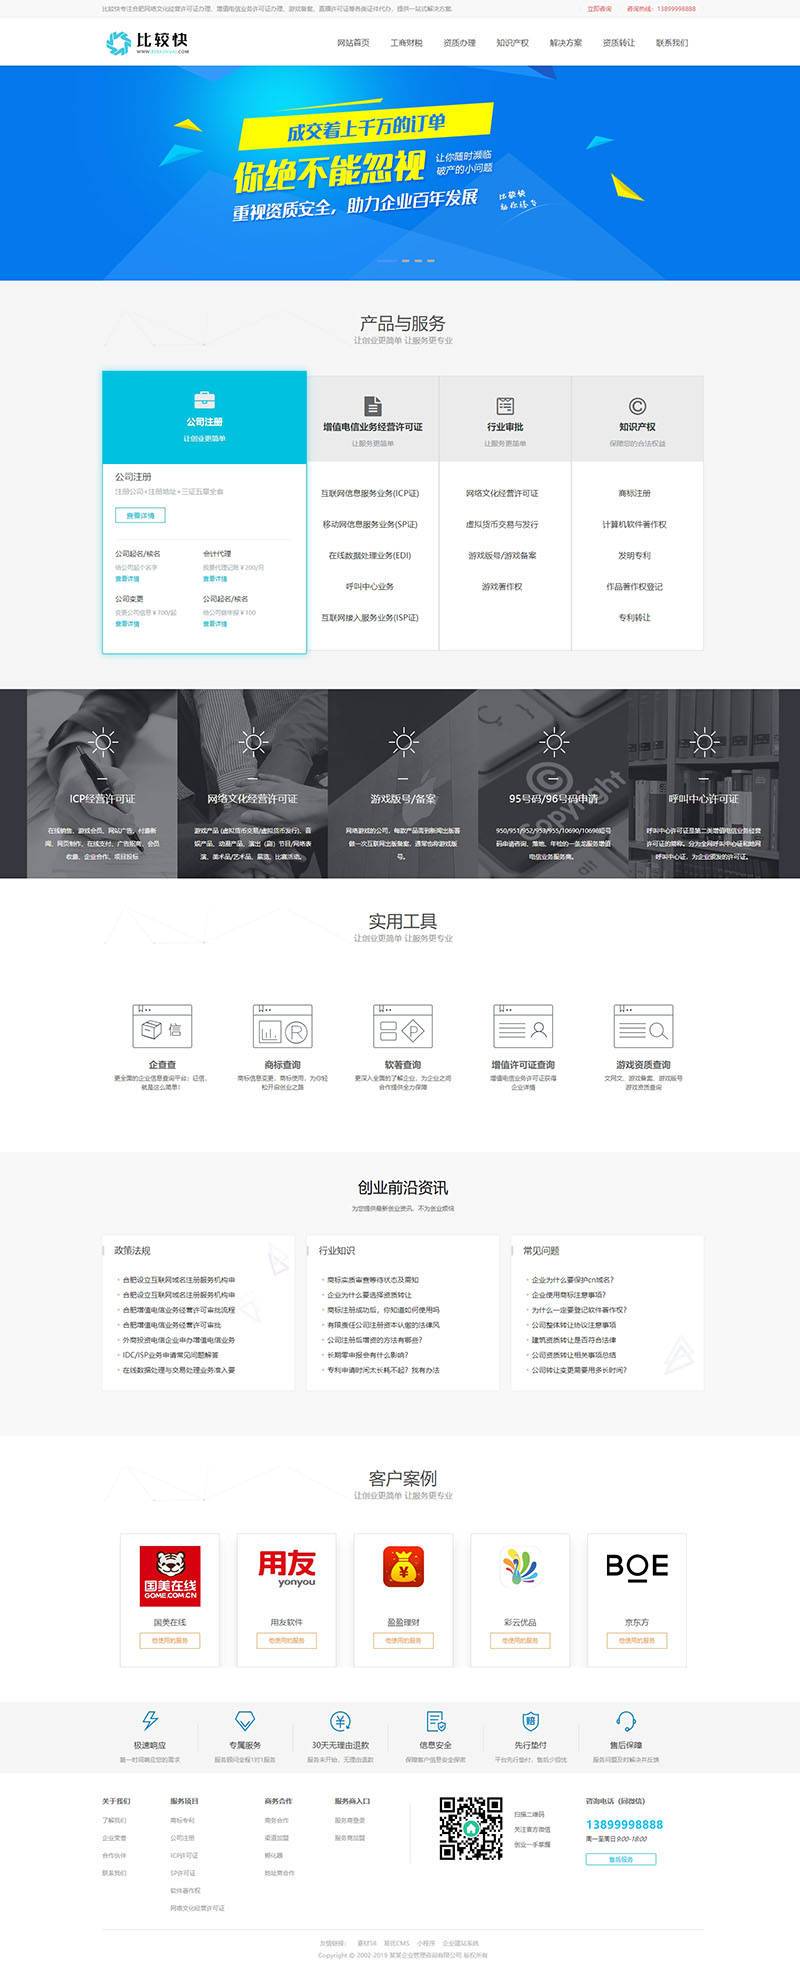 比较快专注合肥网络文化经营许可证办理、增值电信业务许可证办理、游戏备案、直播许可证等各类证件代办，提供一站式解决方案.
立即咨询 咨询热线：13899998888
比较快
网站首页 工商财税 资质办理 知识产权 解决方案 资质转让 联系我们
成交着上千万的订单
你绝不能忽视
让你随时濒临
破产的小问题
重视资质安全，助力企业百年发展
比较快
产品与服务
让创业更简单 让服务更专业
公司注册
让创业更简单
增值电信业务经营许可证
让服务更简单
行业审批
让服务更简单
知识产权
保障您的合法权益
公司注册
注册公司+注册地址+三证五章全套
查看详情
公司起名/核名
给公司起个名字
查看详情
会计代理
按票代理记账￥200/月
查看详情
公司变更
变更公司信息￥700/起
查看详情
公司起名/核名
给公司做年报￥100
查看详情
互联网信息服务业务(ICP证)
移动网信息服务业务(SP证)
在线数据处理业务(EDI)
呼叫中心业务
互联网接入服务业务(ISP证)
网络文化经营许可证
虚拟货币交易与发行
游戏版号/游戏备案
游戏著作权
商标注册
计算机软件著作权
发明专利
作品著作权登记
专利转让
ICP经营许可证
在线销售、游戏会员、网站广告、付费新
闻、网页制作、在线支付、广告招商、会员
收费、企业合作、项目投标
网络文化经营许可证
游戏产品 (虚拟货币交易/虚拟货币发行)、音
娱产品、动漫产品、演出（剧）节目/网络表
演、美术品/艺术品、展览、比赛活动。
游戏版号/备案
网络游戏的公司，每款产品需到新闻出版署
做一次互联网出版备案，通常也称游戏版
号。
95号码/96号码申请
950/951/952/953/955/10690/10698短号
码申请咨询、落地、年检的一条龙服务增值
电信业务服务商。
呼叫中心许可证
呼叫中心许可证是第二类增值电信业务经营
许可证的简称。分为全网呼叫中心证和地网
呼叫中心证，为企业颁发的许可证。
实用工具
让创业更简单 让服务更专业
企查查
更全面的企业信息查询平台；征信，
就是这么简单！
商标查询
商标信息变更、商标使用，为你轻
松开启创业之路
软著查询
更深入全面的了解企业，为企业之间
合作提供全力保障
增值许可证查询
增值电信业务许可证获得
企业详情
游戏资质查询
文网文、游戏备案、游戏版号
游戏资质查询
创业前沿资讯
为您提供最新创业资讯，不为创业烦恼
政策法规
合肥设立互联网域名注册服务机构审
合肥设立互联网域名注册服务机构审
合肥增值电信业务经营许可审批流程
合肥增值电信业务经营许可审批
外商投资电信企业申办增值电信业务
IDC/ISP业务申请常见问题解答
在线数据处理与交易处理业务准入要
行业知识
商标实质审查等待状态及需知
企业为什么要选择资质转让
商标注册成功后，你知道如何使用吗
有限责任公司注册资本认缴的法律风
公司注册后增资的方法有哪些？
长期零申报会有什么影响?
专利申请时间太长耗不起？我有办法
常见问题
企业为什么要保护cn域名?
企业使用商标注意事项?
为什么一定要登记软件著作权?
公司整体转让协议注意事项
建筑资质转让是否符合法律
公司资质转让相关事项总结
公司转让变更需要用多长时间？
客户案例
让创业更简单 让服务更专业
国美在线
GOME.COM.CN
国美在线
他使用的服务
用友
yonyou
用友软件
他使用的服务
盈盈理财
他使用的服务
彩云优品
他使用的服务
BOE
京东方
他使用的服务
极速响应
第一时间响应您的需求
专属服务
服务顾问全程1对1服务
30天无理由退款
服务未开始，无理由退款
信息安全
保障客户信息安全保密
先行垫付
平台先行垫付，售后少担忧
售后保障
服务问题及时解决并反馈
关于我们
了解我们
企业荣誉
合作伙伴
联系我们
服务项目
商标专利
公司注册
ICP许可证
SP许可证
软件著作权
网络文化经营许可证
商务合作
商务合作
渠道加盟
孵化器
地址商合作
服务商入口
服务商登录
服务商加盟
扫描二维码
关注官方微信
创业一手掌握
咨询电话（同微信）
13899998888
周一至周日 9:00-18:00
售后服务
友情链接： 素材58 易优CMS 小程序 企业建站系统
Copyright © 2002-2019 某某企业管理咨询有限公司 版权所有